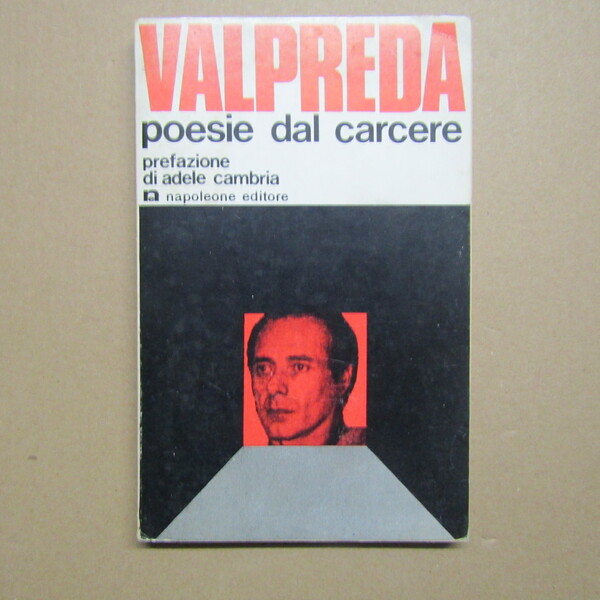 VALPREDA
poesie dal carcere
prefazione
di adele cambria
n napoleone editore